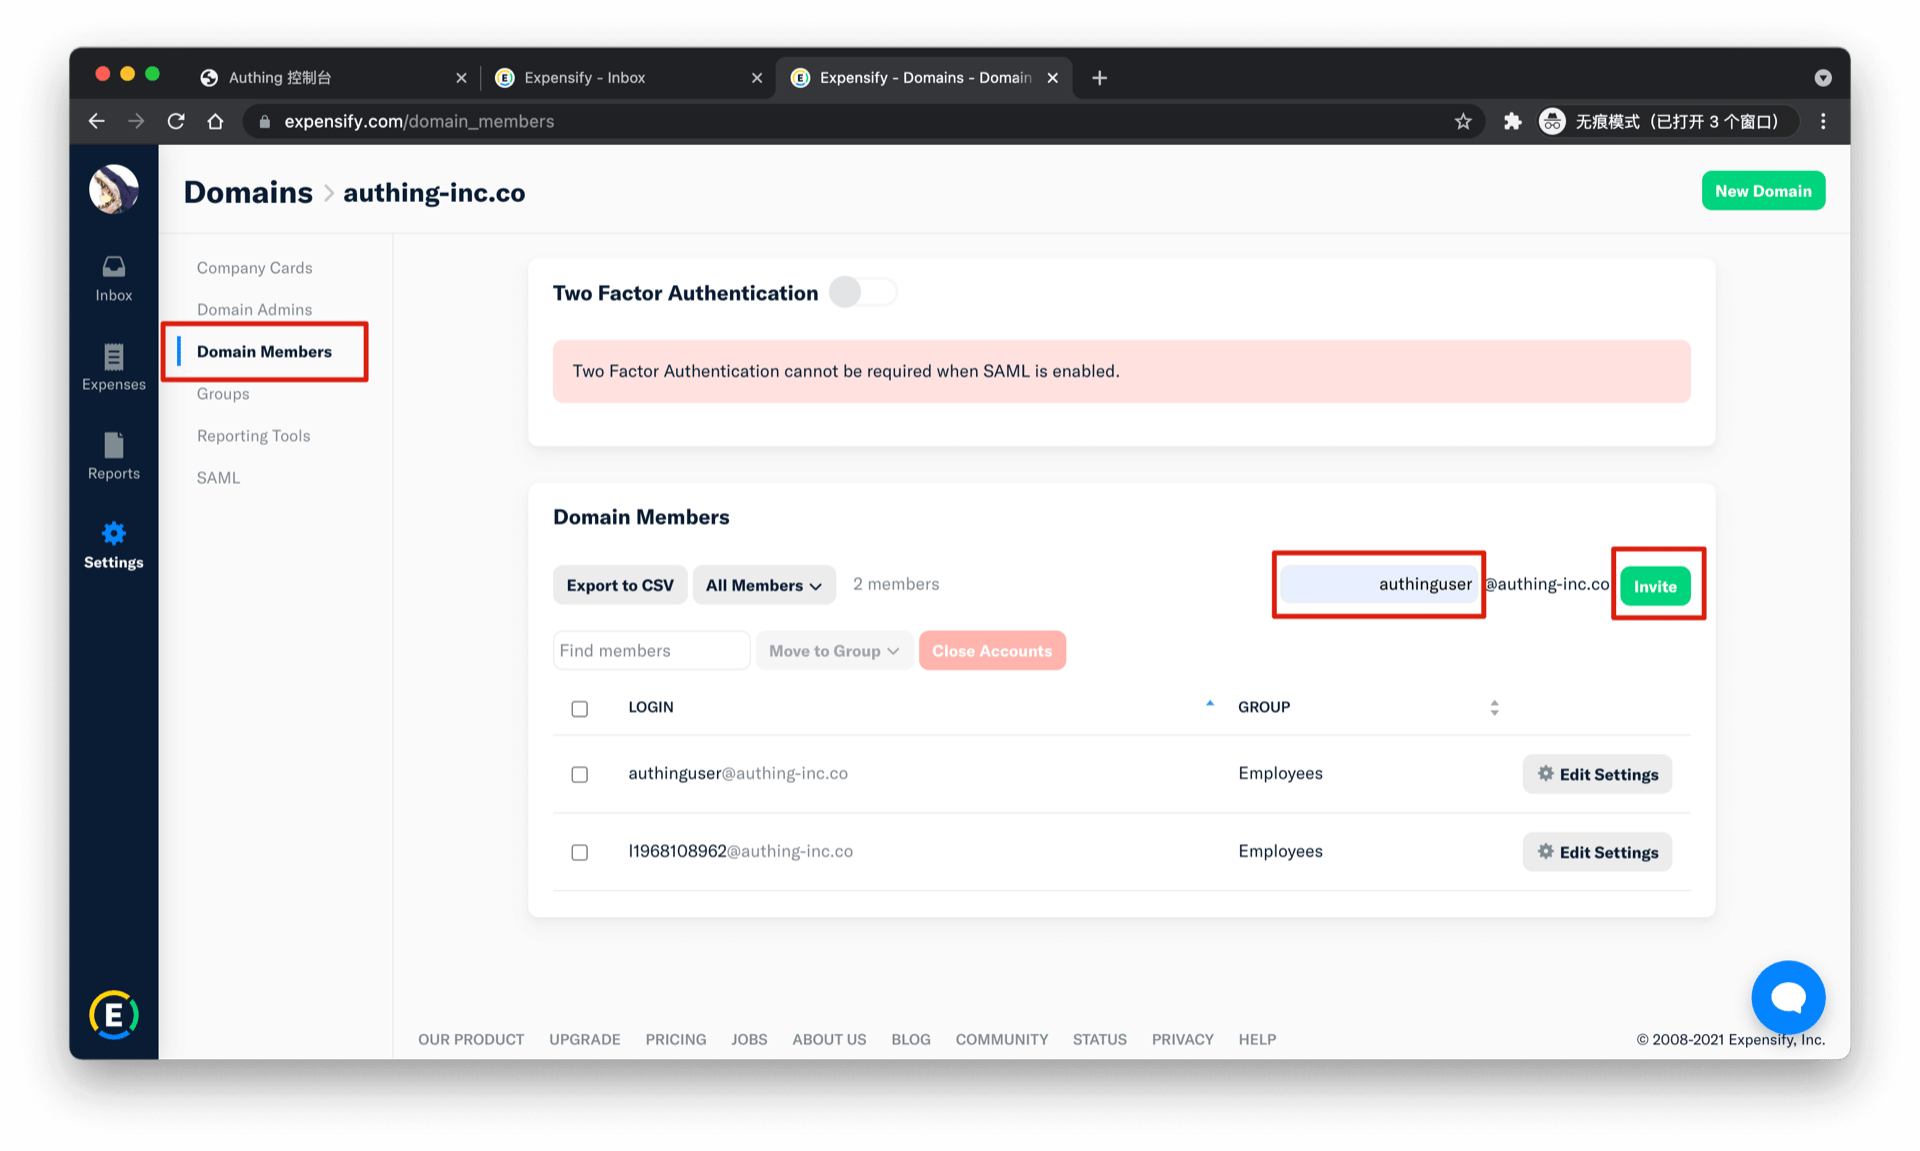 Authing 控制台
Expensify - Inbox
Expensify - Domains - Domain
expensify.com/domain_members
无痕模式（已打开 3 个窗口）
Domains > authing-inc.co
New Domain
Inbox
Expenses
Reports
Settings
E
Company Cards
Domain Admins
Domain Members
Groups
Reporting Tools
SAML
Two Factor Authentication
Two Factor Authentication cannot be required when SAML is enabled.
Domain Members
Export to CSV
All Members
2 members
authinguser @authing-inc.co
Invite
Find members
Move to Group
Close Accounts
LOGIN
GROUP
authinguser@authing-inc.co
Employees
Edit Settings
l1968108962@authing-inc.co
Employees
Edit Settings
OUR PRODUCT UPGRADE PRICING JOBS ABOUT US BLOG COMMUNITY STATUS PRIVACY HELP
© 2008-2021 Expensify, Inc.